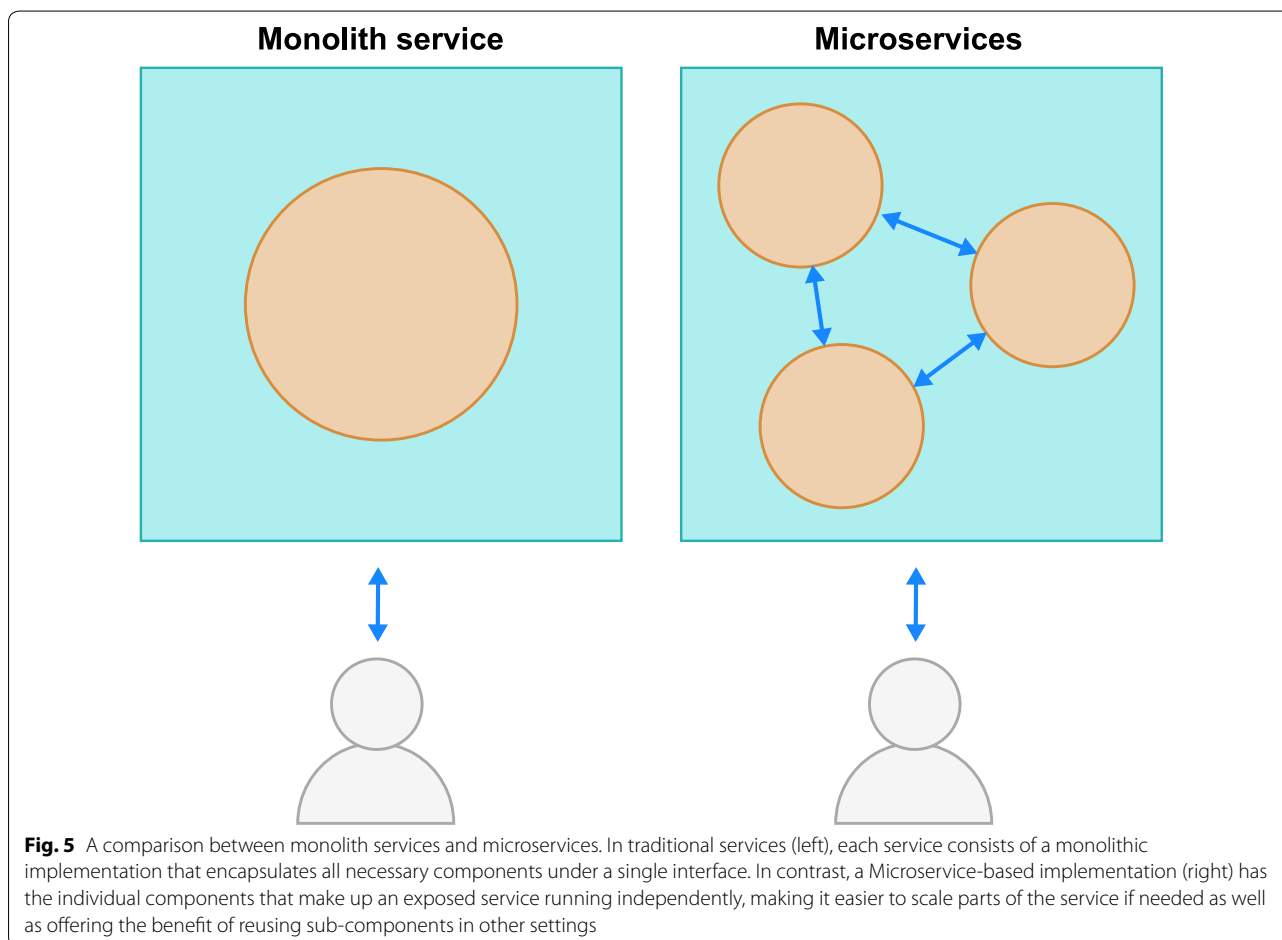 Monolith service
Microservices
Fig. 5 A comparison between monolith services and microservices. In traditional services (left), each service consists of a monolithic
implementation that encapsulates all necessary components under a single interface. In contrast, a Microservice-based implementation (right) has
the individual components that make up an exposed service running independently, making it easier to scale parts of the service if needed as well
as offering the benefit of reusing sub-components in other settings